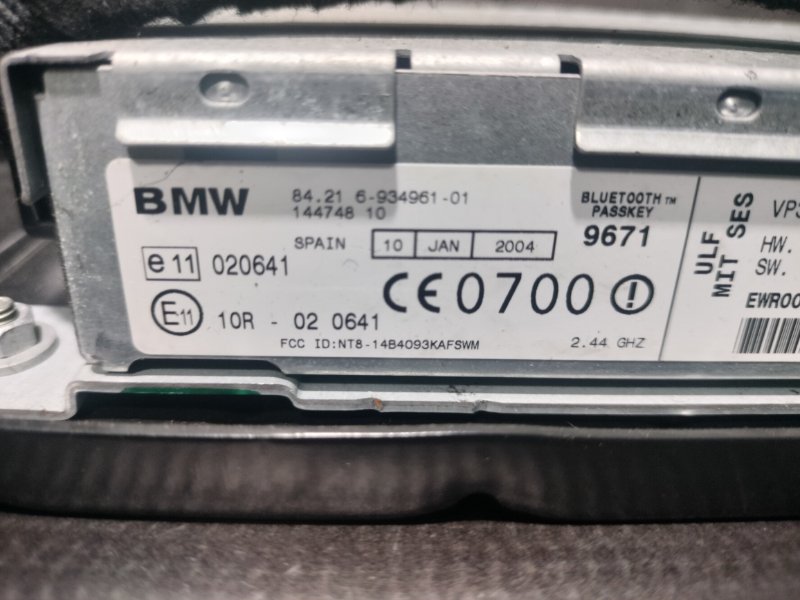 BMW
84.21 6-934961-01
144748 10
SPAIN 10 JAN 2004
e11 020641
E11 10R - 02 0641
CE0700
FCC ID:NT8-14B4093KAFSWM
2.44 GHZ
BLUETOOTH™
PASSKEY
9671
ULF
MIT SES
HW.
SW.